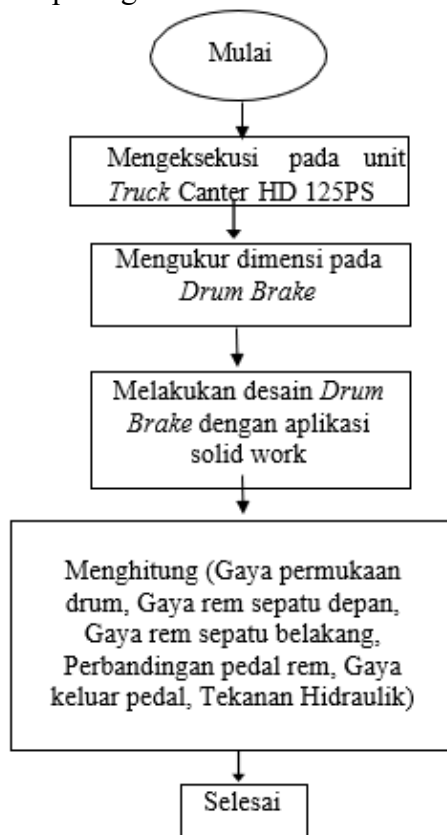 Mulai
Mengeksekusi pada unit
Truck Canter HD 125PS
Mengukur dimensi pada
Drum Brake
Melakukan desain Drum
Brake dengan aplikasi
solid work
Menghitung (Gaya permukaan
drum, Gaya rem sepatu depan,
Gaya rem sepatu belakang,
Perbandingan pedal rem, Gaya
keluar pedal, Tekanan Hidraulik)
Selesai